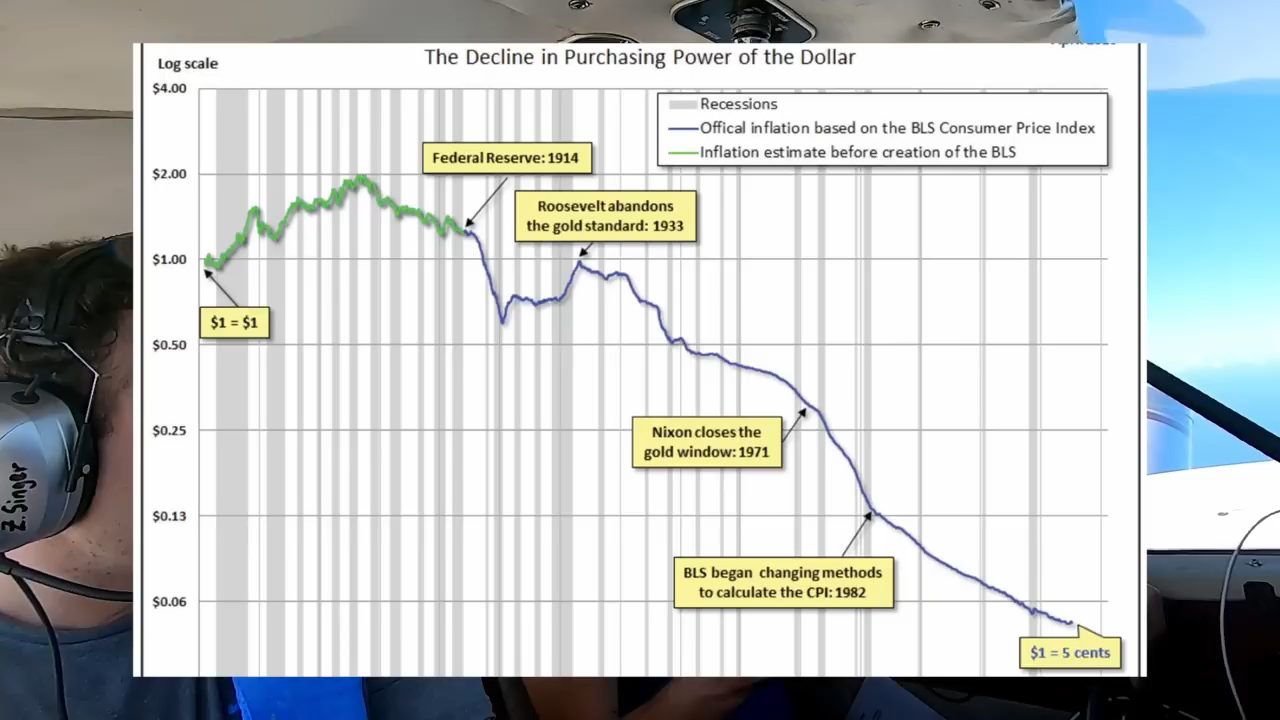 The Decline in Purchasing Power of the Dollar
Log scale
$4.00
$2.00
$1.00
$0.50
$0.25
$0.13
$0.06
Recessions
Offical inflation based on the BLS Consumer Price Index
Inflation estimate before creation of the BLS
Federal Reserve: 1914
Roosevelt abandons
the gold standard: 1933
$1 = $1
Nixon closes the
gold window: 1971
BLS began changing methods
to calculate the CPI: 1982
$1 = 5 cents
Z. Singer